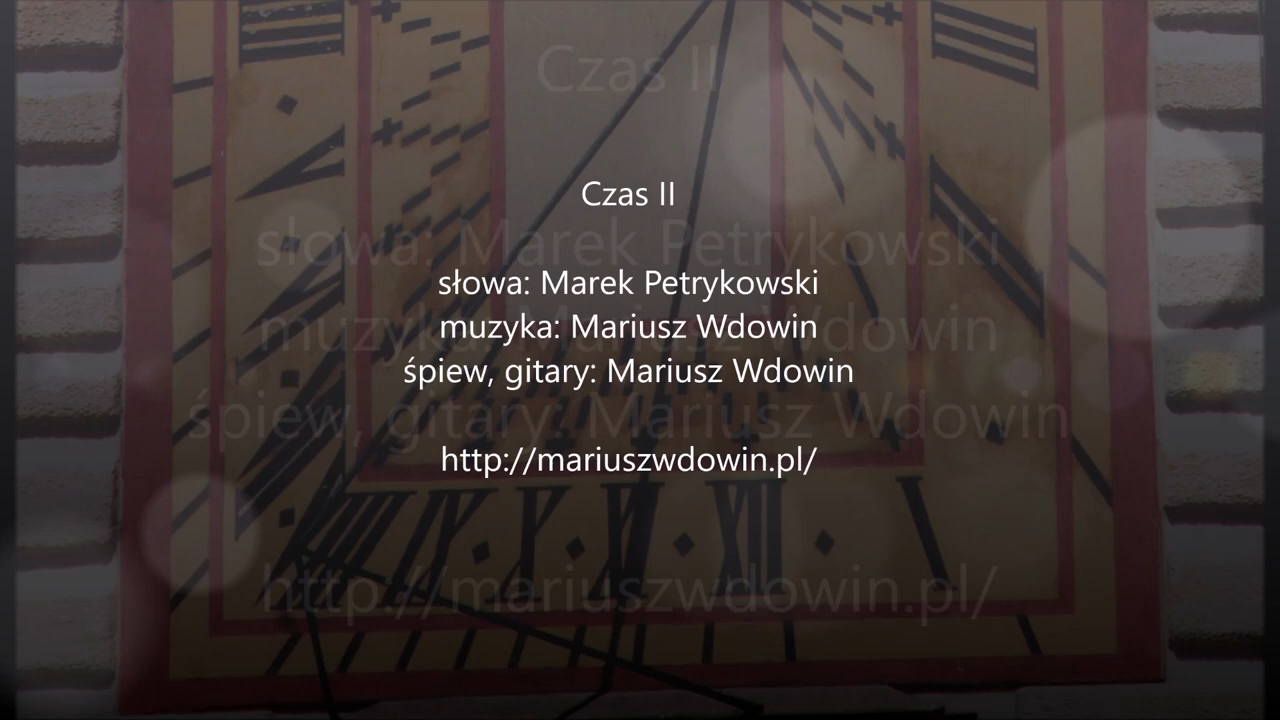 Czas II
słowa: Marek Petrykowski
muzyka: Mariusz Wdowin
śpiew, gitary: Mariusz Wdowin
http://mariuszwdowin.pl/